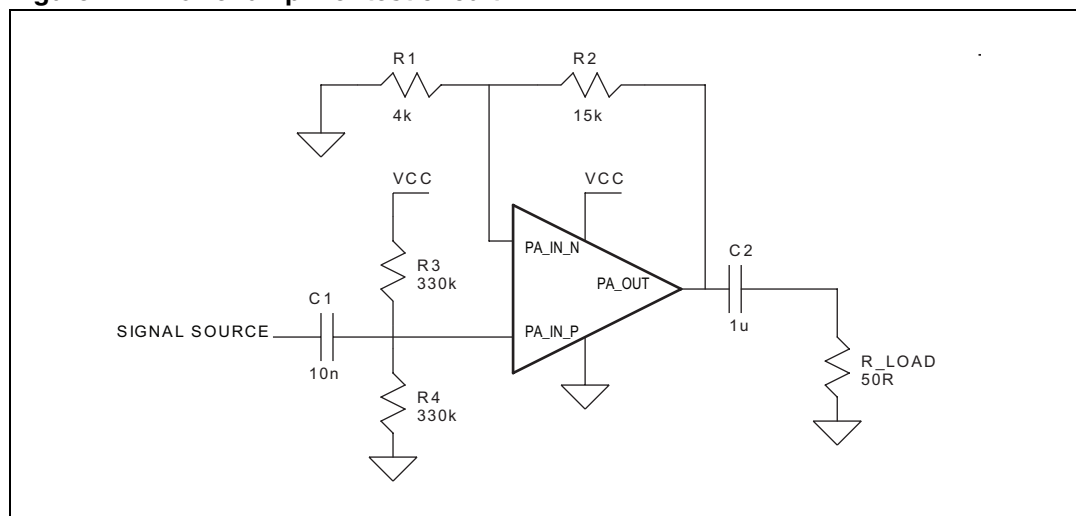 R1
R2
4k
15k
VCC
VCC
PA_IN_N
R3
330k
PA_OUT
C2
C1
SIGNAL SOURCE
PA_IN_P
1u
10n
R_LOAD
50R
R4
330k